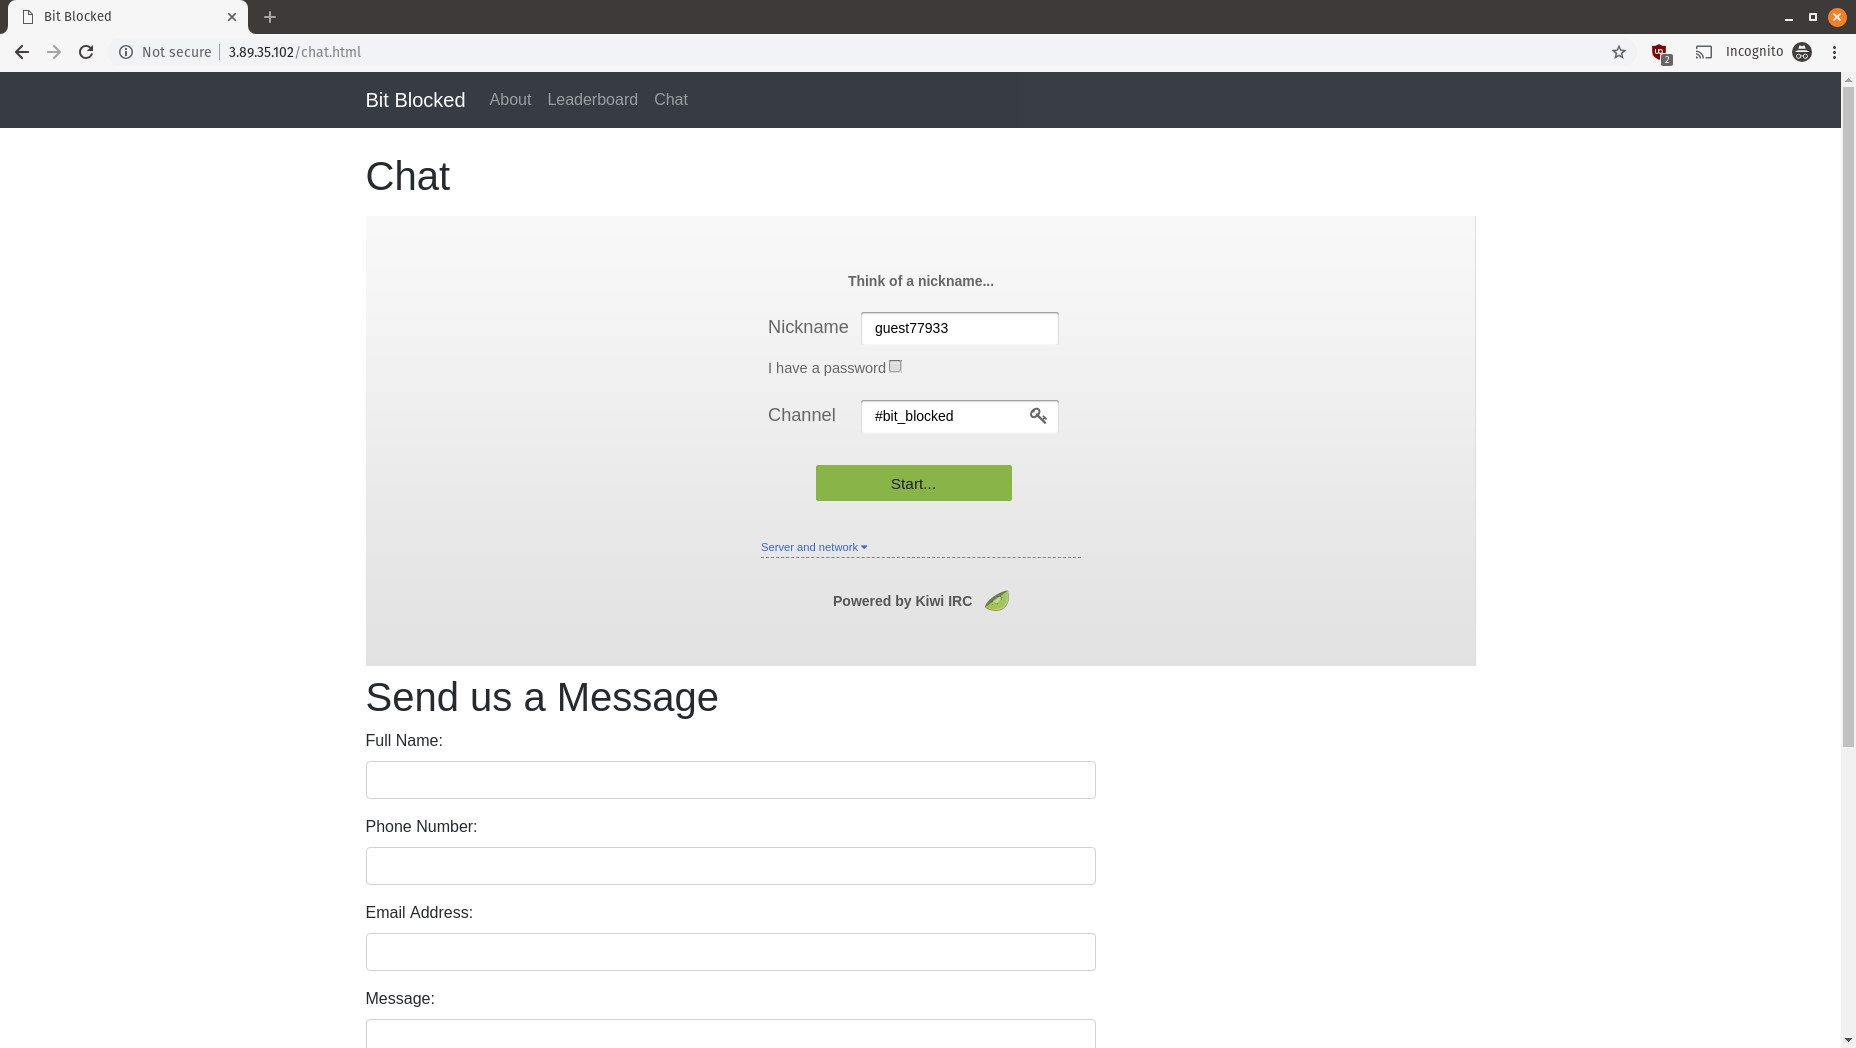 Bit Blocked
Not secure 3.89.35.102/chat.html
2
Incognito
Bit Blocked About Leaderboard Chat
Chat
Think of a nickname...
Nickname guest77933
I have a password
Channel #bit_blocked
Start...
Server and network
Powered by Kiwi IRC
Send us a Message
Full Name:
Phone Number:
Email Address:
Message: